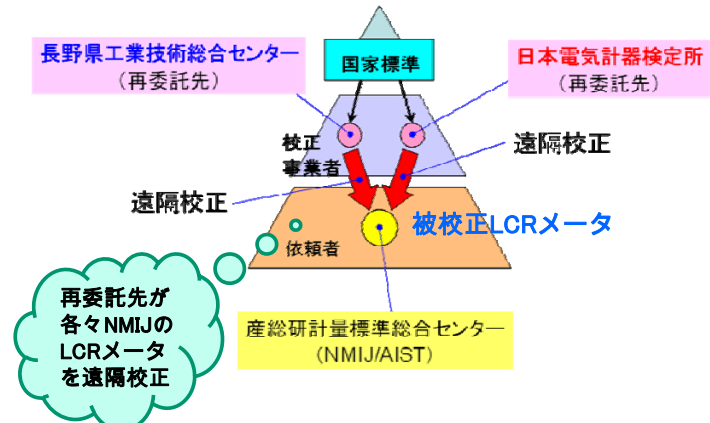 長野県工業技術総合センター
(再委託先)
国家標準
日本電気計器検定所
(再委託先)
校正
事業者
遠隔校正
遠隔校正
被校正LCRメータ
依頼者
再委託先が
各々NMIJの
LCRメータ
を遠隔校正
産総研計量標準総合センター
(NMIJ/AIST)